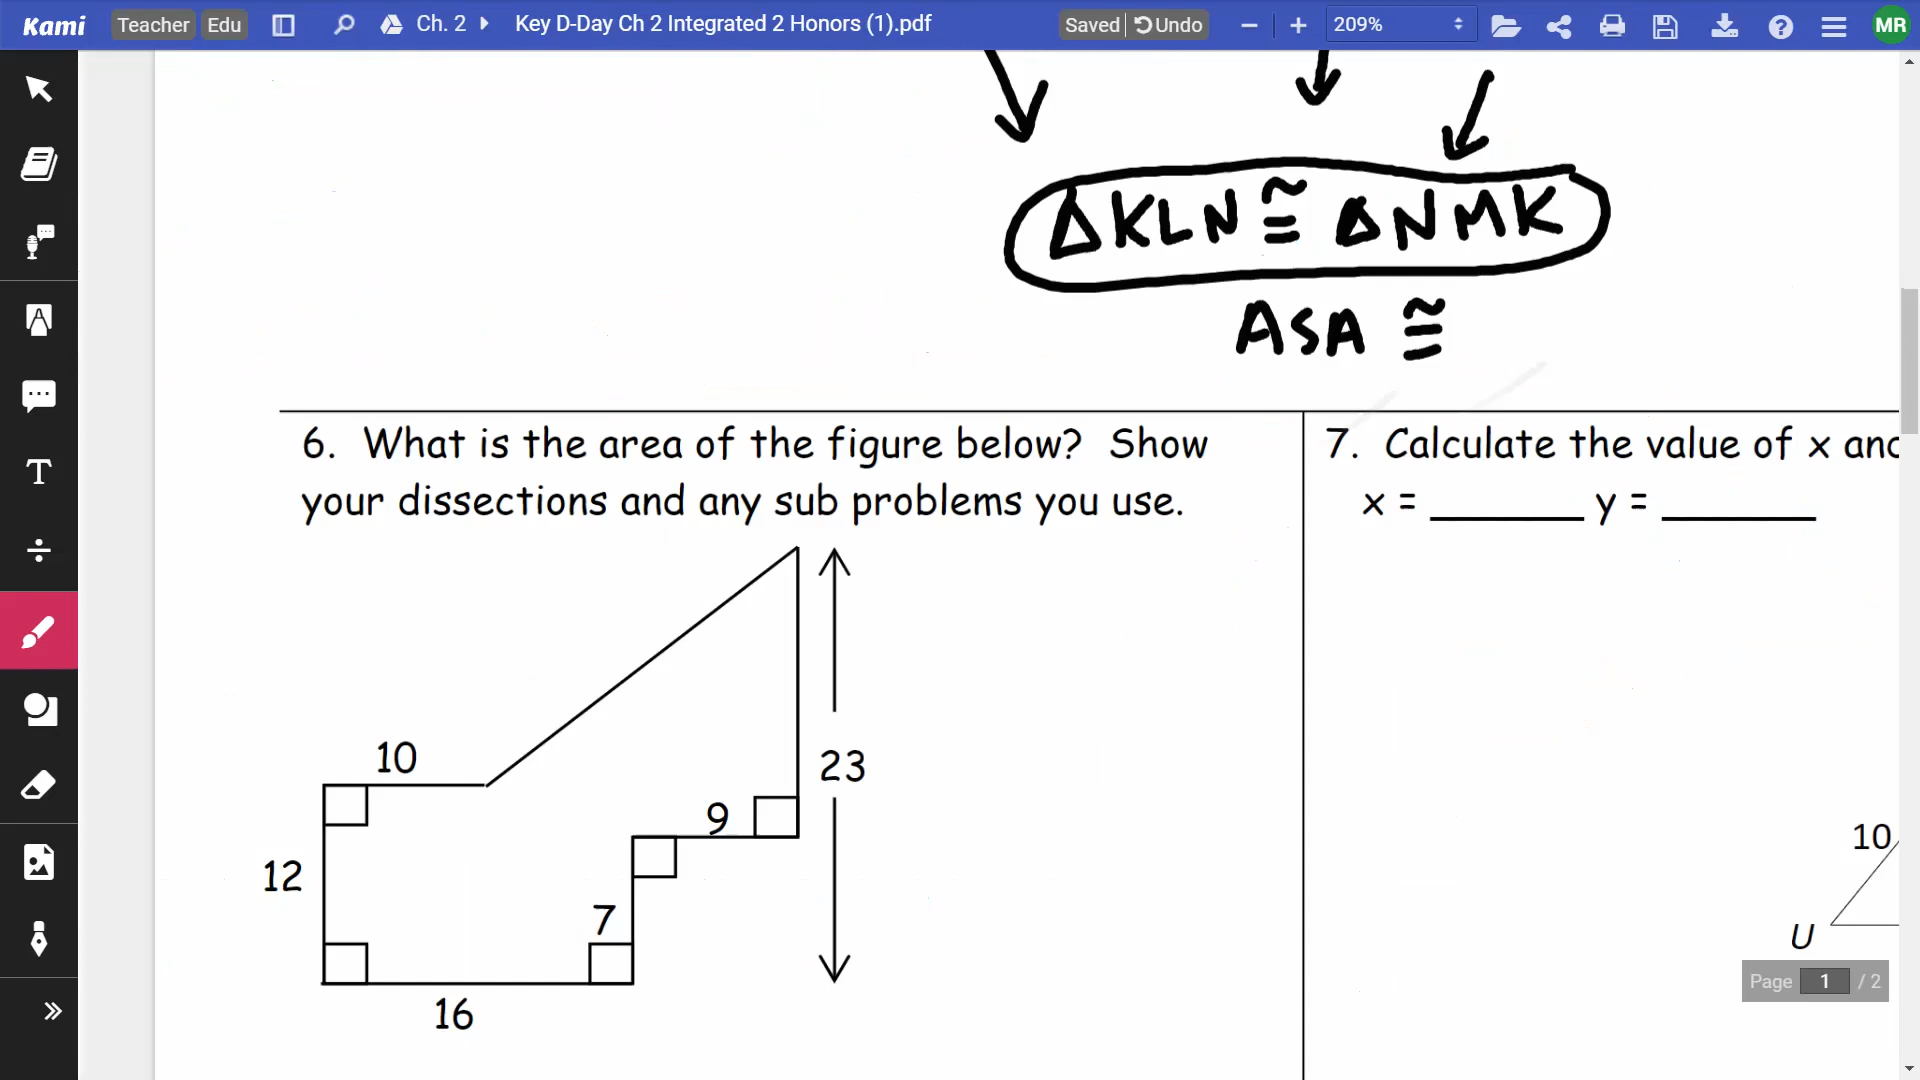 Kami Teacher Edu Ch. 2 Key D-Day Ch 2 Integrated 2 Honors (1).pdf Saved Undo 209% MR
ΔKLN ≅ ΔNMK
ASA ≅
6. What is the area of the figure below? Show
your dissections and any sub problems you use.
10
12
16
7
9
23
7. Calculate the value of x and
x = ________ y = ________
10
U
Page 1 / 2